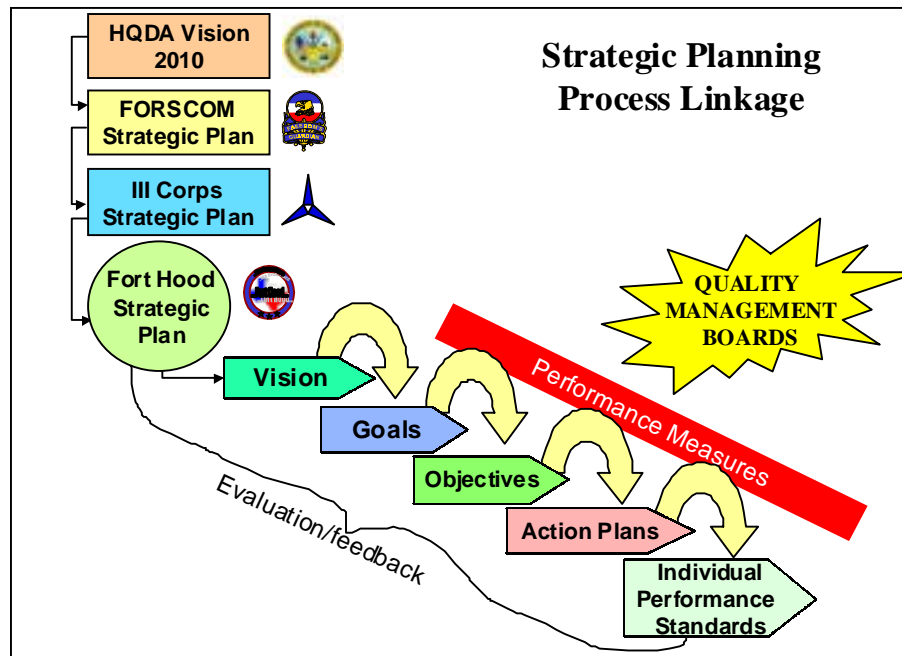 Strategic Planning
Process Linkage
HQDA Vision
2010
FORSCOM
Strategic Plan
III Corps
Strategic Plan
Fort Hood
Strategic
Plan
QUALITY
MANAGEMENT
BOARDS
Vision
Performance Measures
Goals
Objectives
Action Plans
Individual
Performance
Standards
Evaluation/feedback